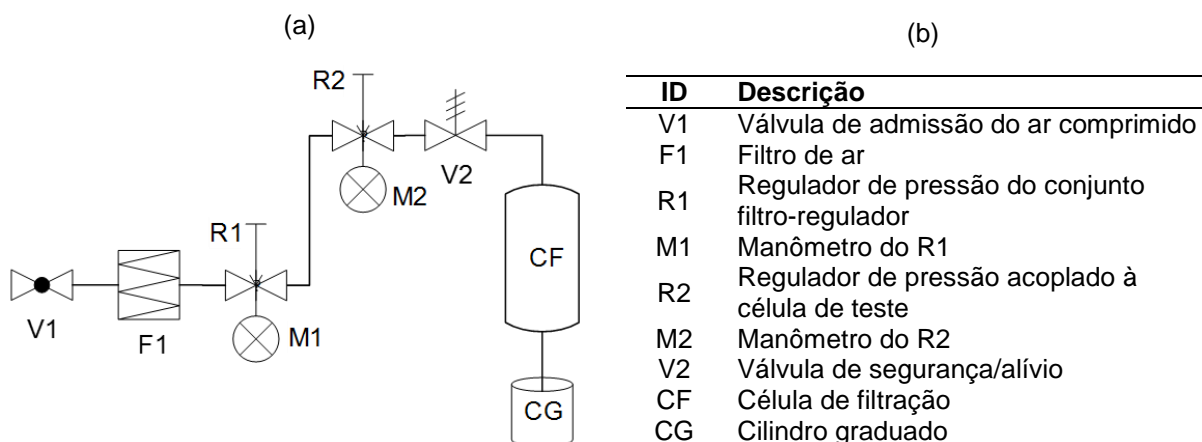 (a)
R2
M2
V2
R1
CF
V1
F1
M1
CG
(b)
ID Descrição
V1 Válvula de admissão do ar comprimido
F1 Filtro de ar
R1 Regulador de pressão do conjunto
filtro-regulador
M1 Manômetro do R1
R2 Regulador de pressão acoplado à
célula de teste
M2 Manômetro do R2
V2 Válvula de segurança/alívio
CF Célula de filtração
CG Cilindro graduado